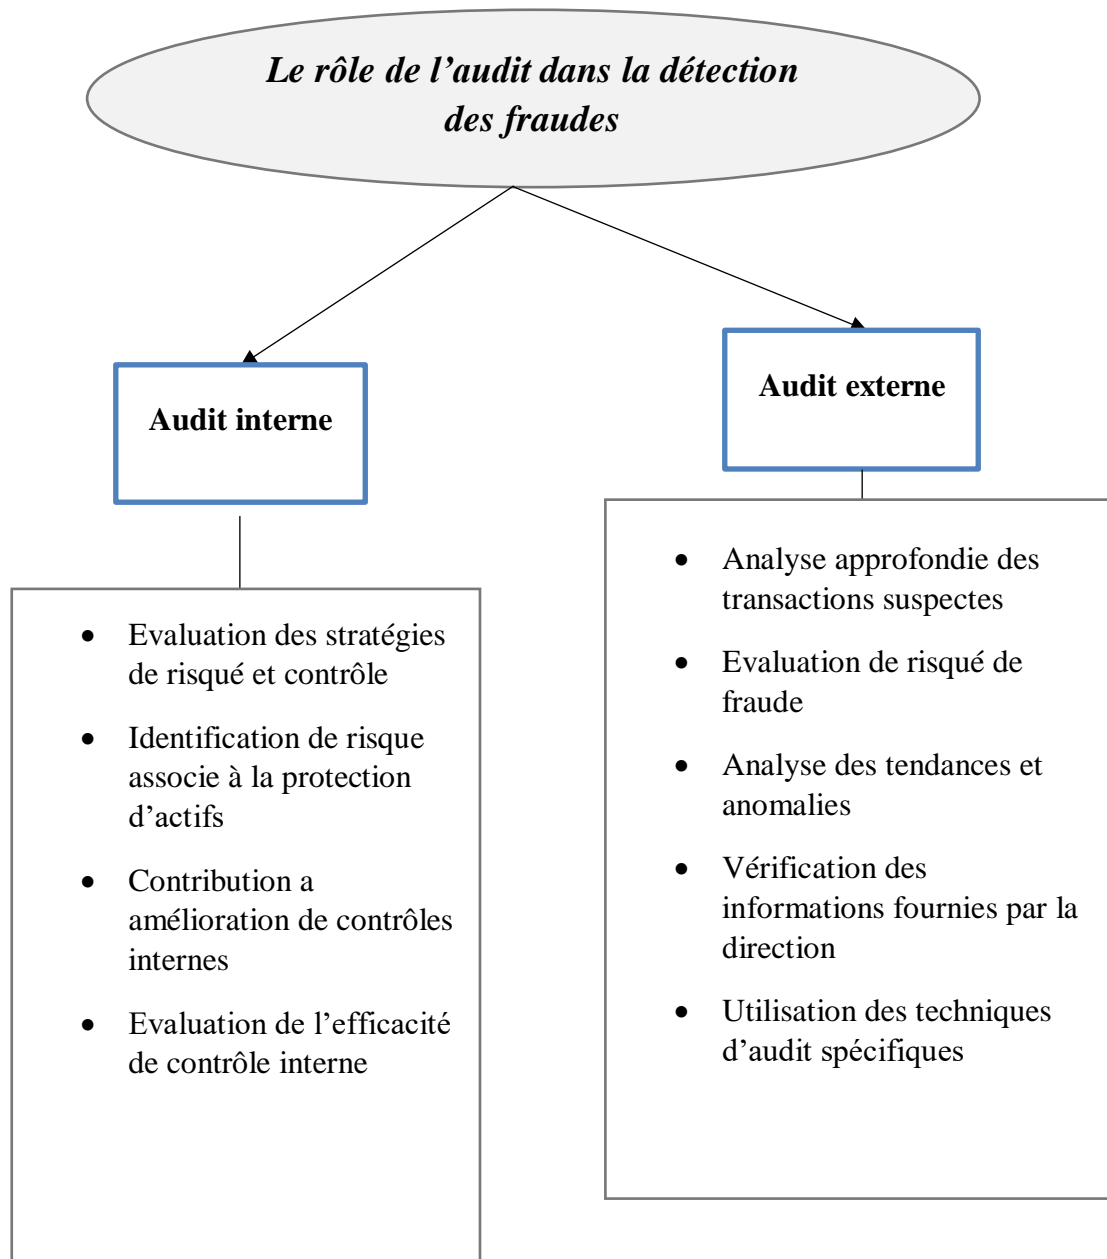 Le rôle de l’audit dans la détection
des fraudes
Audit interne
Audit externe
• Evaluation des stratégies
de risqué et contrôle
• Identification de risque
associe à la protection
d’actifs
• Contribution a
amélioration de contrôles
internes
• Evaluation de l’efficacité
de contrôle interne
• Analyse approfondie des
transactions suspectes
• Evaluation de risqué de
fraude
• Analyse des tendances et
anomalies
• Vérification des
informations fournies par la
direction
• Utilisation des techniques
d’audit spécifiques